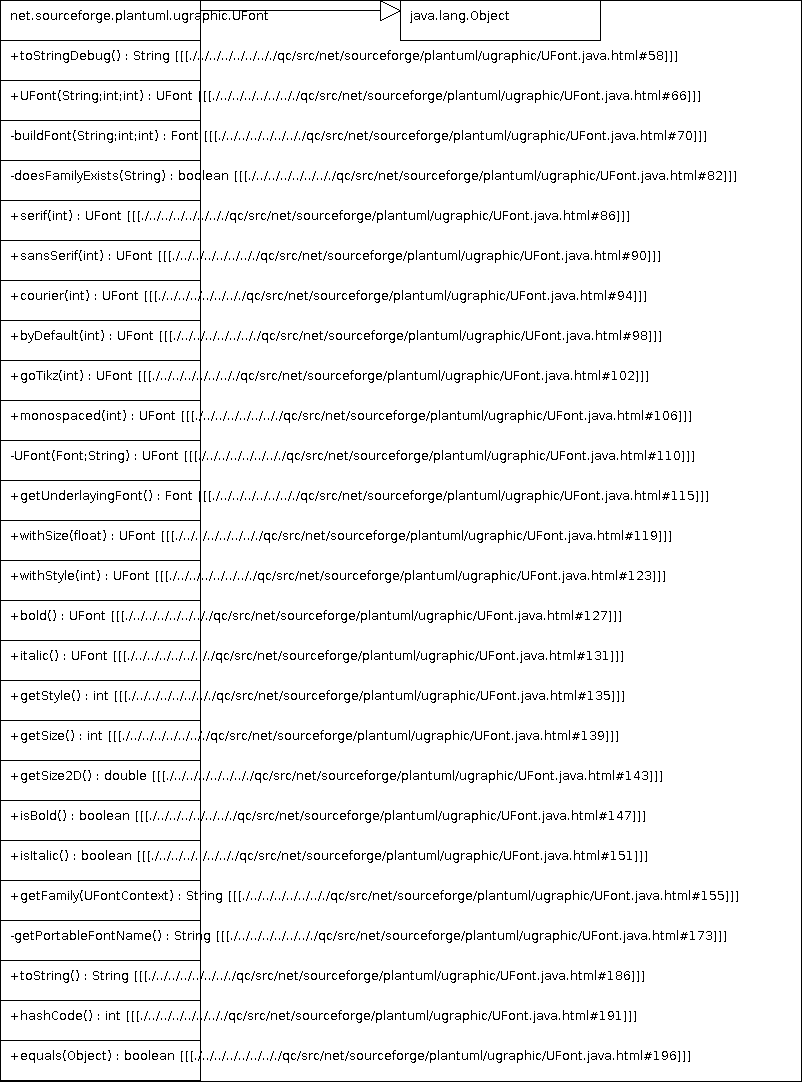 net.sourceforge.plantuml.ugraphic.UFont
java.lang.Object
+toStringDebug() : String [[[./../../../../../../qc/src/net/sourceforge/plantuml/ugraphic/UFont.java.html#58]]]
+UFont(String;int;int) : UFont [[[./../../../../../../qc/src/net/sourceforge/plantuml/ugraphic/UFont.java.html#66]]]
-buildFont(String;int;int) : Font [[[./../../../../../../qc/src/net/sourceforge/plantuml/ugraphic/UFont.java.html#70]]]
-doesFamilyExists(String) : boolean [[[./../../../../../../qc/src/net/sourceforge/plantuml/ugraphic/UFont.java.html#82]]]
+serif(int) : UFont [[[./../../../../../../qc/src/net/sourceforge/plantuml/ugraphic/UFont.java.html#86]]]
+sansSerif(int) : UFont [[[./../../../../../../qc/src/net/sourceforge/plantuml/ugraphic/UFont.java.html#90]]]
+courier(int) : UFont [[[./../../../../../../qc/src/net/sourceforge/plantuml/ugraphic/UFont.java.html#94]]]
+byDefault(int) : UFont [[[./../../../../../../qc/src/net/sourceforge/plantuml/ugraphic/UFont.java.html#98]]]
+goTikz(int) : UFont [[[./../../../../../../qc/src/net/sourceforge/plantuml/ugraphic/UFont.java.html#102]]]
+monospaced(int) : UFont [[[./../../../../../../qc/src/net/sourceforge/plantuml/ugraphic/UFont.java.html#106]]]
-UFont(Font;String) : UFont [[[./../../../../../../qc/src/net/sourceforge/plantuml/ugraphic/UFont.java.html#110]]]
+getUnderlayingFont() : Font [[[./../../../../../../qc/src/net/sourceforge/plantuml/ugraphic/UFont.java.html#115]]]
+withSize(float) : UFont [[[./../../../../../../qc/src/net/sourceforge/plantuml/ugraphic/UFont.java.html#119]]]
+withStyle(int) : UFont [[[./../../../../../../qc/src/net/sourceforge/plantuml/ugraphic/UFont.java.html#123]]]
+bold() : UFont [[[./../../../../../../qc/src/net/sourceforge/plantuml/ugraphic/UFont.java.html#127]]]
+italic() : UFont [[[./../../../../../../qc/src/net/sourceforge/plantuml/ugraphic/UFont.java.html#131]]]
+getStyle() : int [[[./../../../../../../qc/src/net/sourceforge/plantuml/ugraphic/UFont.java.html#135]]]
+getSize() : int [[[./../../../../../../qc/src/net/sourceforge/plantuml/ugraphic/UFont.java.html#139]]]
+getSize2D() : double [[[./../../../../../../qc/src/net/sourceforge/plantuml/ugraphic/UFont.java.html#143]]]
+isBold() : boolean [[[./../../../../../../qc/src/net/sourceforge/plantuml/ugraphic/UFont.java.html#147]]]
+isItalic() : boolean [[[./../../../../../../qc/src/net/sourceforge/plantuml/ugraphic/UFont.java.html#151]]]
+getFamily(UFontContext) : String [[[./../../../../../../qc/src/net/sourceforge/plantuml/ugraphic/UFont.java.html#155]]]
-getPortableFontName() : String [[[./../../../../../../qc/src/net/sourceforge/plantuml/ugraphic/UFont.java.html#173]]]
+toString() : String [[[./../../../../../../qc/src/net/sourceforge/plantuml/ugraphic/UFont.java.html#186]]]
+hashCode() : int [[[./../../../../../../qc/src/net/sourceforge/plantuml/ugraphic/UFont.java.html#191]]]
+equals(Object) : boolean [[[./../../../../../../qc/src/net/sourceforge/plantuml/ugraphic/UFont.java.html#196]]]